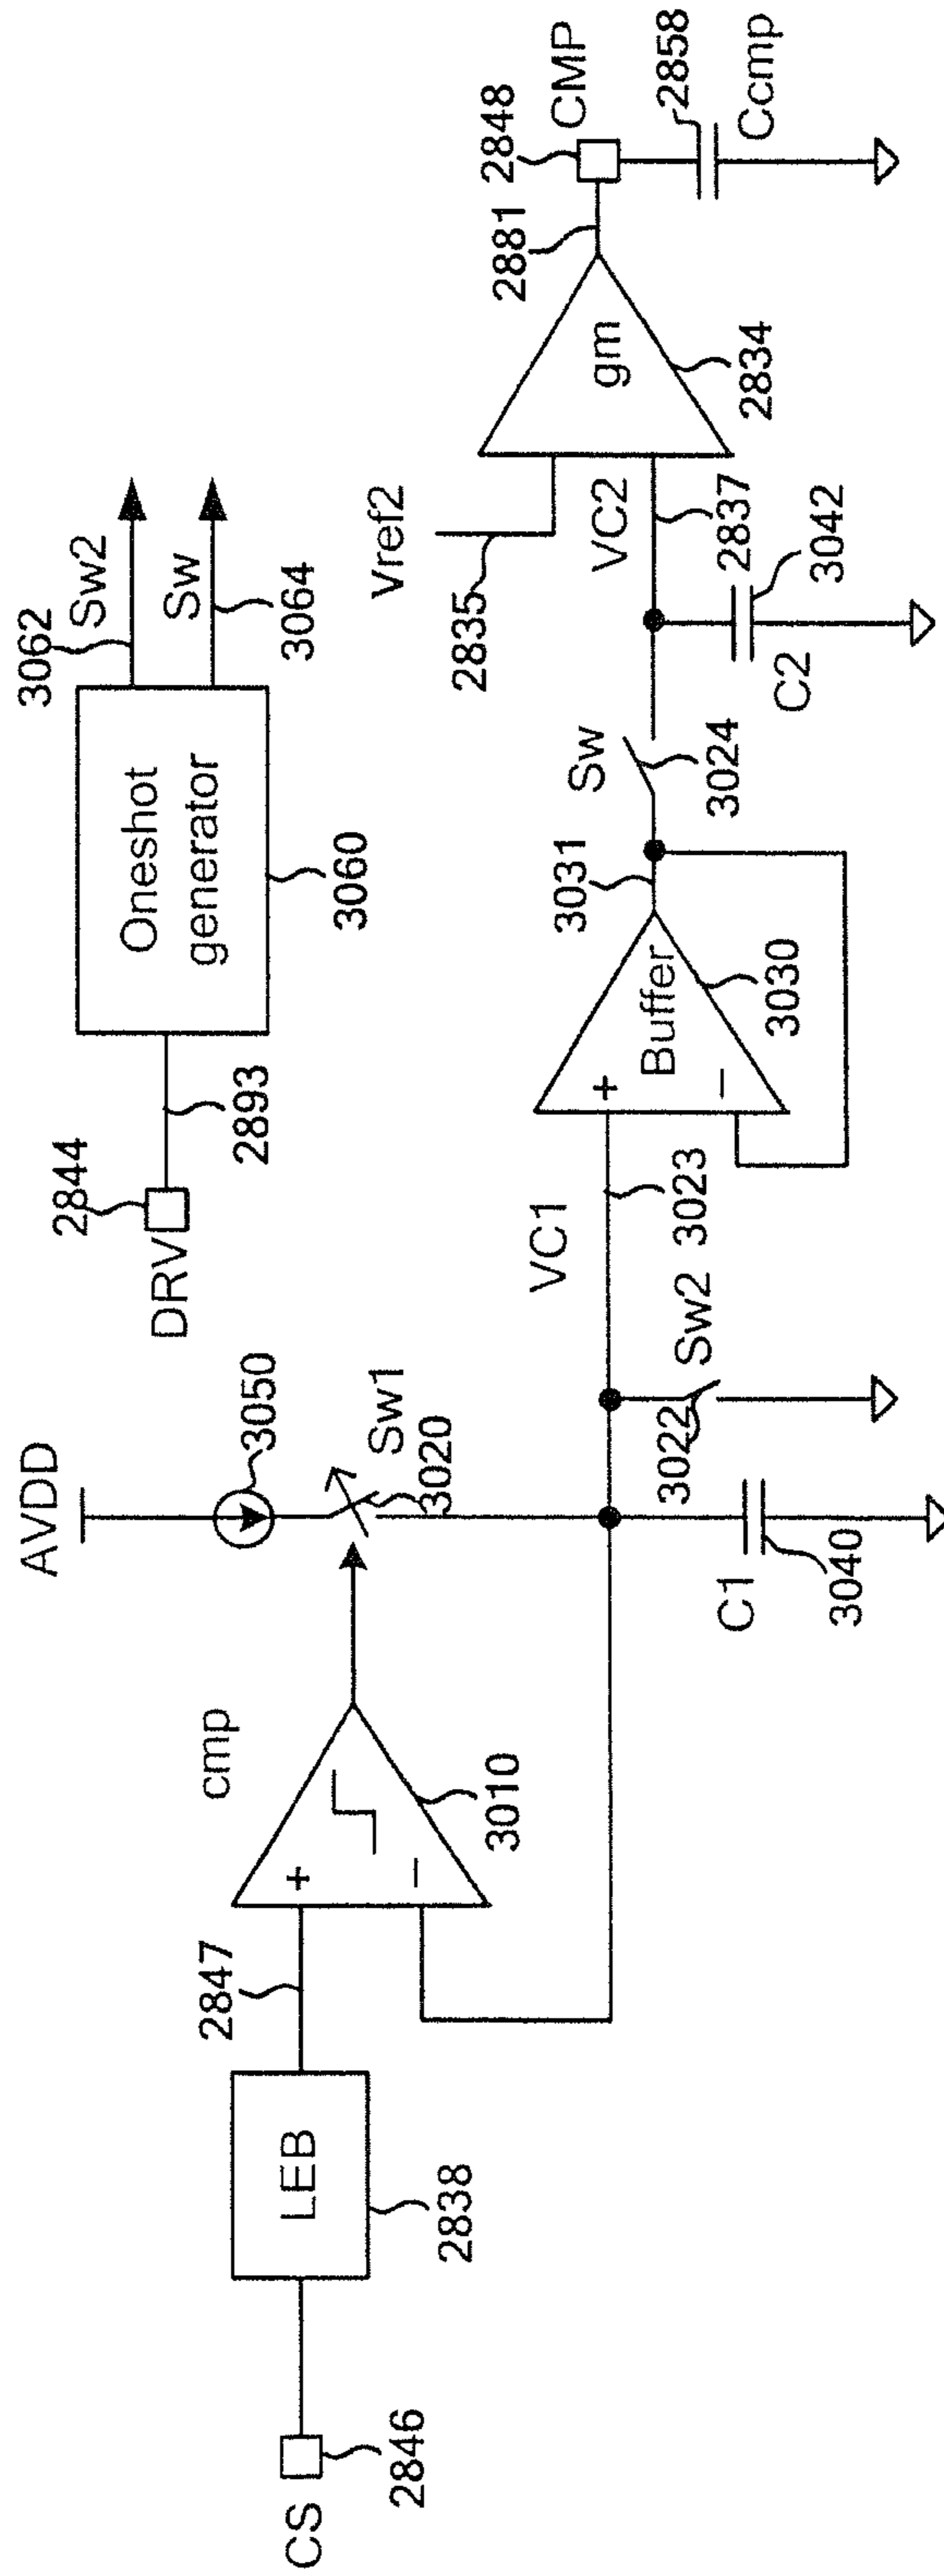 CS
2846
LEB
2838
2847
cmp
+
−
3010
AVDD
3050
Sw1
3020
C1
3040
3022
Sw2
VC1
3023
DRV
2844
2893
Oneshot
generator
3060
3062
Sw2
Sw
3064
+
−
Buffer
3030
3031
Sw
3024
C2
3042
VC2
2837
Vref2
2835
gm
2834
2881
2848
CMP
2858
Ccmp